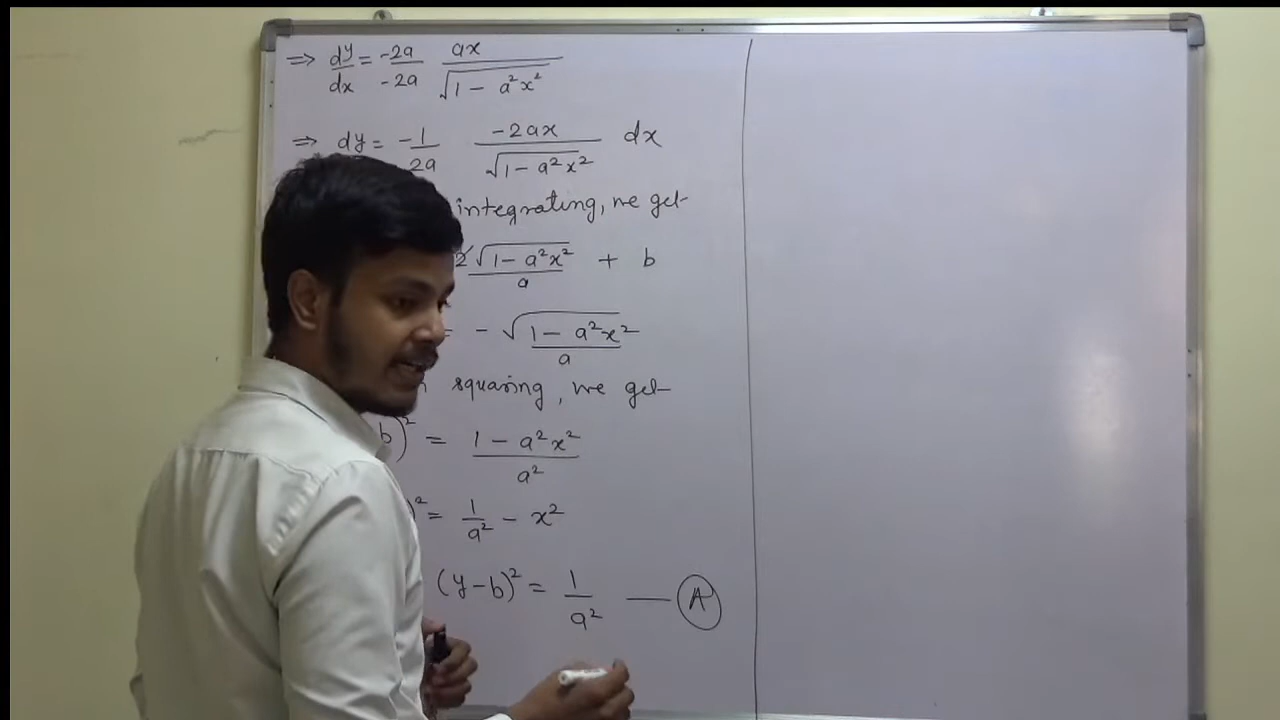 ⇒ dy/dx = -2a/-2a ax/√(1 - a²x²)
⇒ dy = -1/2a -2ax/√(1 - a²x²) dx
integrating, we get
2√(1 - a²x²)/a + b
= - √(1 - a²x²)/a
squaring, we get
b)² = (1 - a²x²)/a²
)² = 1/a² - x²
(y-b)² = 1/a² — A